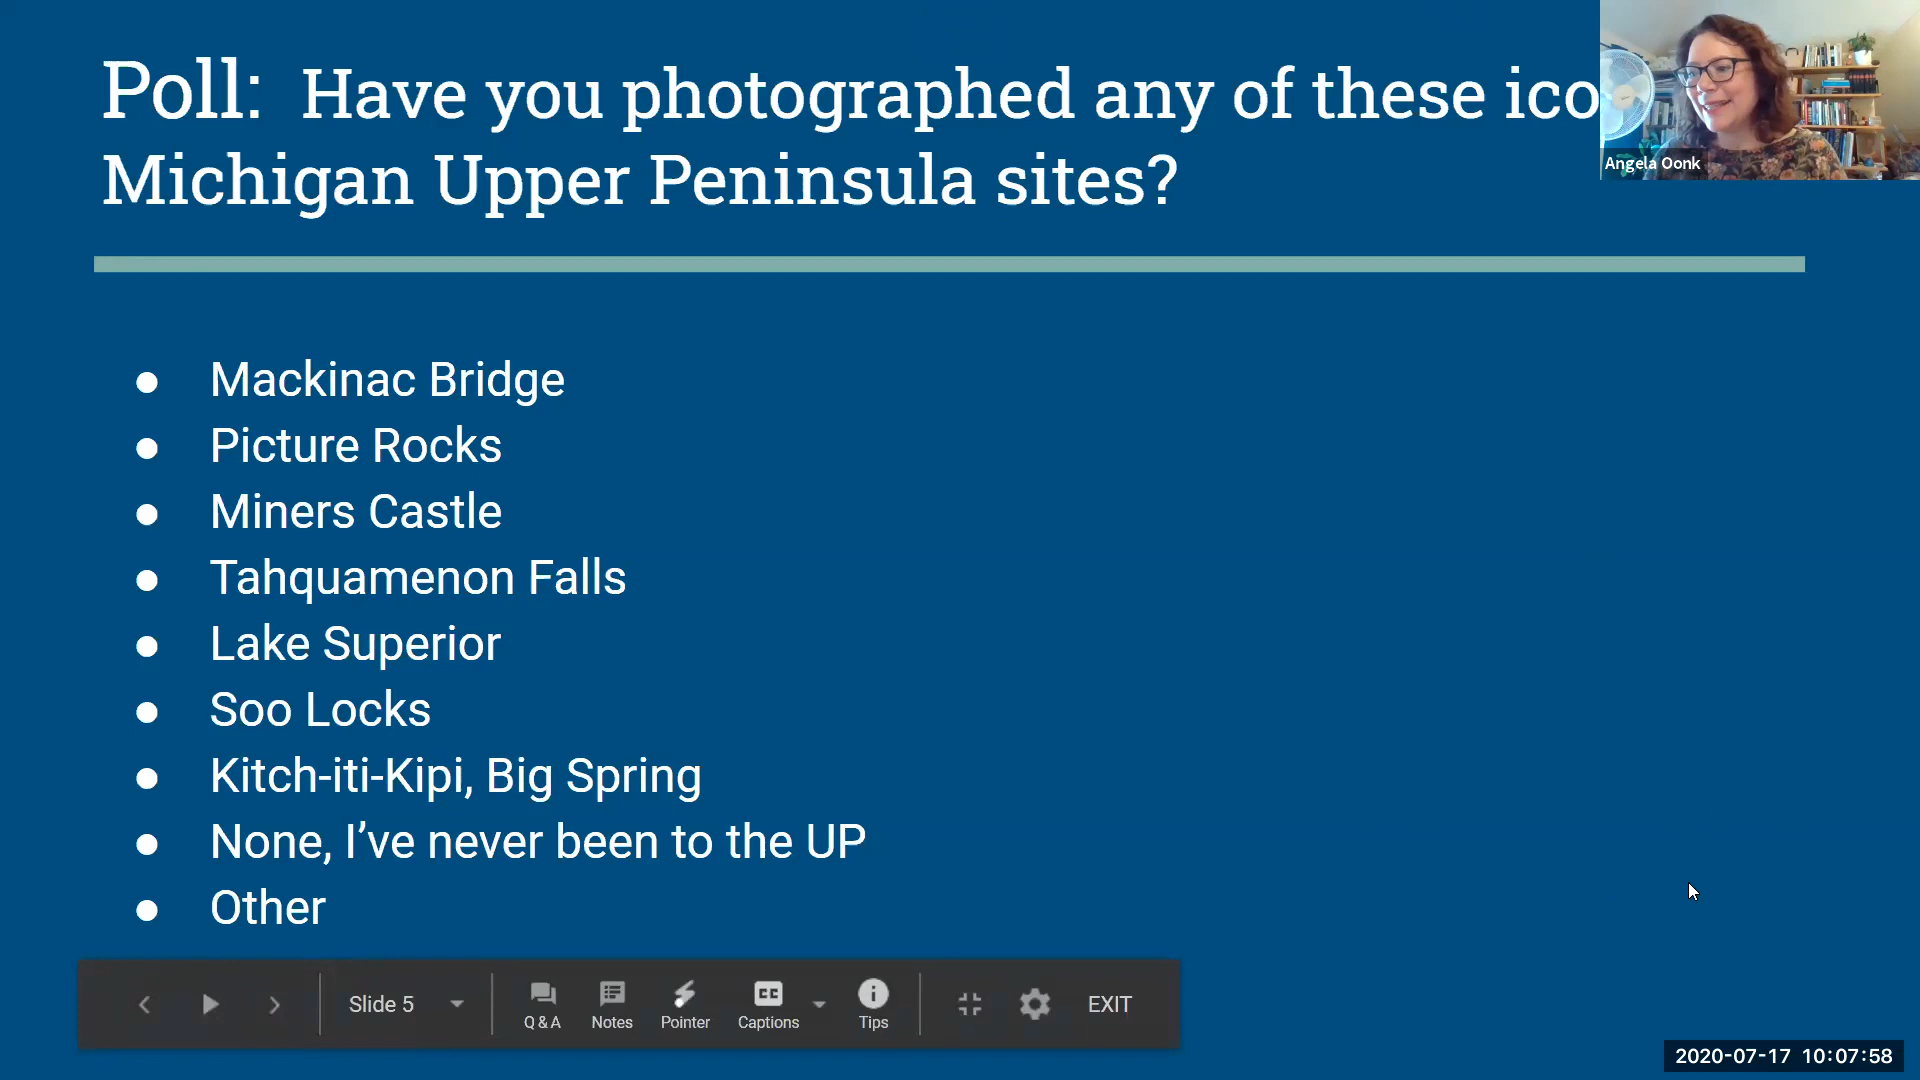 Poll: Have you photographed any of these ico
Michigan Upper Peninsula sites?
Angela Oonk
● Mackinac Bridge
● Picture Rocks
● Miners Castle
● Tahquamenon Falls
● Lake Superior
● Soo Locks
● Kitch-iti-Kipi, Big Spring
● None, I’ve never been to the UP
● Other
Slide 5
Q & A Notes Pointer Captions Tips
EXIT
2020-07-17 10:07:58